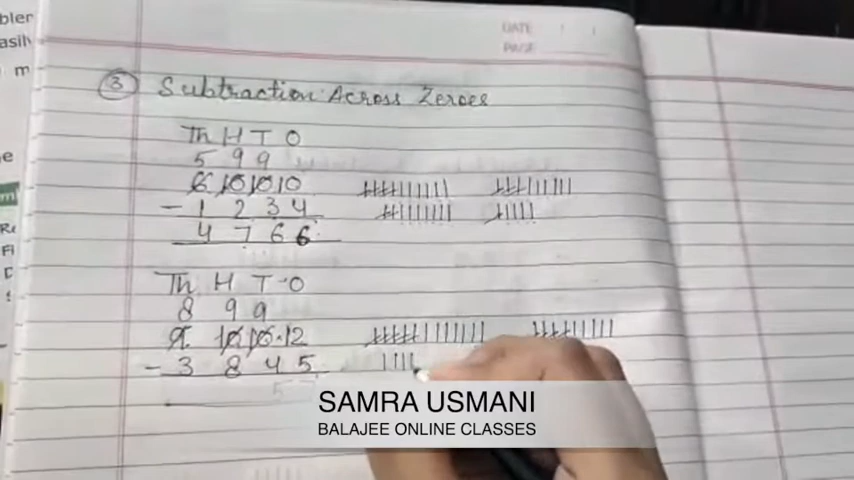 DATE
PAGE
③ Subtraction Across Zeroes
Th H T O
5 9 9
6 10 10 10
- 1 2 3 4
4 7 6 6
Th H T O
8 9 9
9 10 10 12
- 3 8 4 5
SAMRA USMANI
BALAJEE ONLINE CLASSES